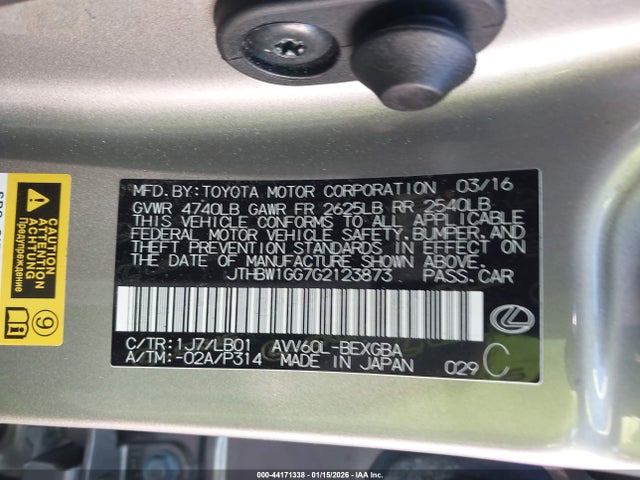 MFD. BY: TOYOTA MOTOR CORPORATION 03/16
GVWR 4740LB GAWR FR 2625LB RR 2540LB
THIS VEHICLE CONFORMS TO ALL APPLICABLE
FEDERAL MOTOR VEHICLE SAFETY, BUMPER, AND
THEFT PREVENTION STANDARDS IN EFFECT ON
THE DATE OF MANUFACTURE SHOWN ABOVE.
JTHBW1GG7G2123873 PASS.CAR
C/TR: 1J7/LB01 AVV60L-BEXGBA
A/TM: -02A/P314 MADE IN JAPAN 029 C
CAUTION
ATTENTION
ACHTUNG
Предупреждение
9
000-44171338 | 01/15/2026 | IAA Inc.